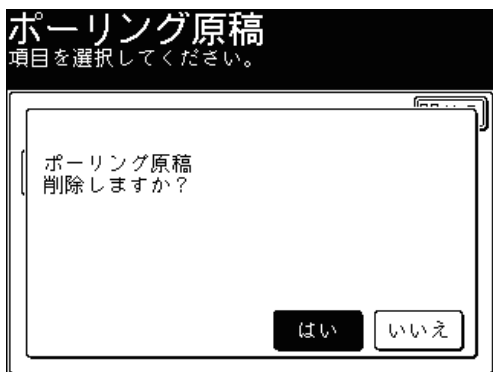 ポーリング原稿
項目を選択してください。
ポーリング原稿
削除しますか？
はい
いいえ